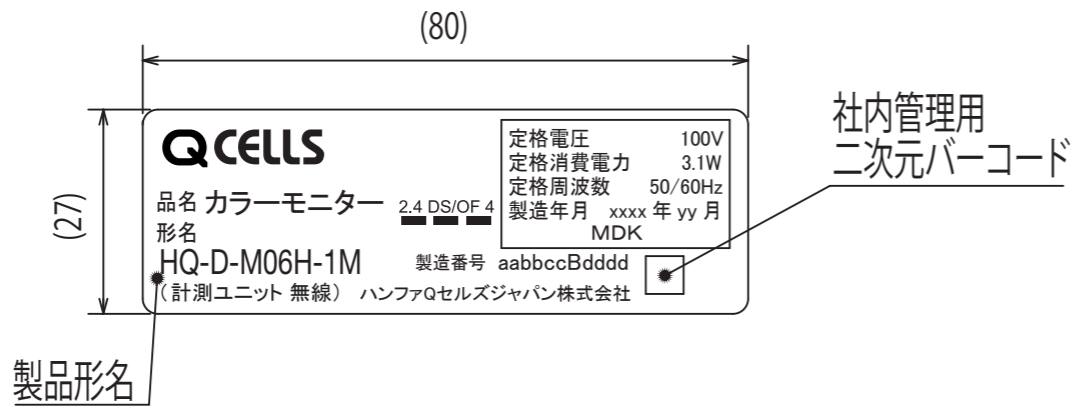 (80)
(27)
QCELLS
品名 カラーモニター
2.4 DS/OF 4
形名
HQ-D-M06H-1M
(計測ユニット 無線)
定格電圧 100V
定格消費電力 3.1W
定格周波数 50/60Hz
製造年月 xxxx 年 yy 月
MDK
製造番号 aabbccBdddd
ハンファQセルズジャパン株式会社
社内管理用
二次元バーコード
製品形名